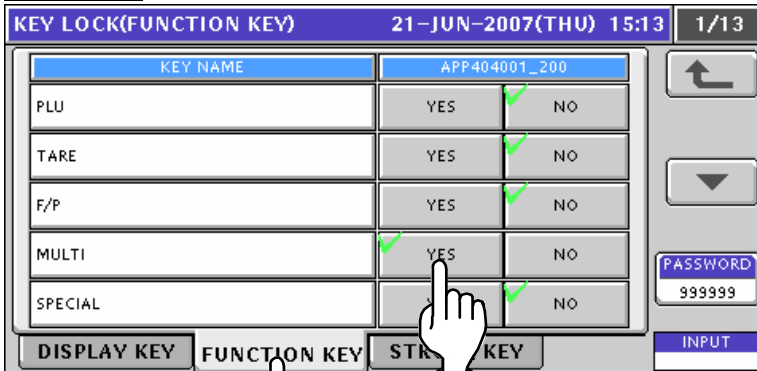 KEY LOCK(FUNCTION KEY) 21-JUN-2007(THU) 15:13 1/13
KEY NAME APP404001_200
PLU YES NO
TARE YES NO
F/P YES NO
MULTI YES NO
PASSWORD
999999
SPECIAL NO
INPUT
DISPLAY KEY FUNCTION KEY KEY